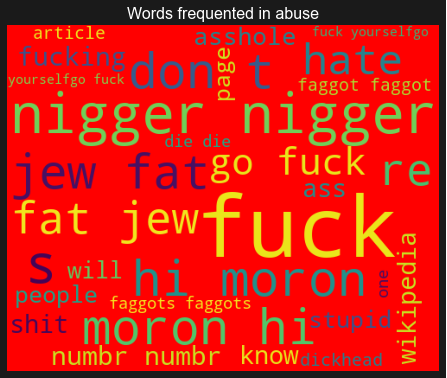 Words frequented in abuse
article
asshole
fuck yourselfgo
fucking
don t
page
hate
yourselfgo fuck
faggot faggot
nigger nigger
die die
jew fat
go fuck
re
ass
fat jew
fuck
s
will
hi moron
one
wikipedia
people
faggots faggots
shit
moron hi
stupid
numbr numbr
know
dickhead